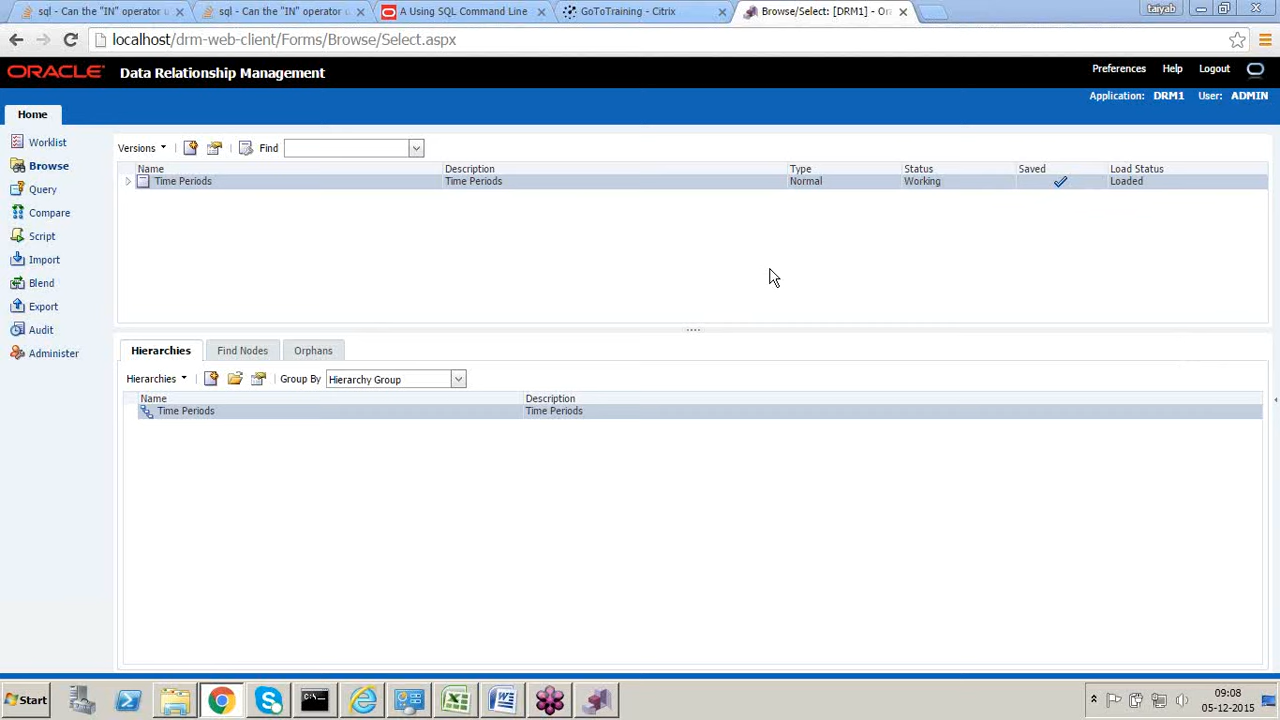 sql - Can the "IN" operator
sql - Can the "IN" operator u
A Using SQL Command Line
GoToTraining - Citrix
Browse/Select: [DRM1] - Or
taryab
localhost/drm-web-client/Forms/Browse/Select.aspx
ORACLE Data Relationship Management
Preferences Help Logout
Application: DRM1 User: ADMIN
Home
Worklist
Browse
Query
Compare
Script
Import
Blend
Export
Audit
Administer
Versions Find
Name Description Type Status Saved Load Status
Time Periods Time Periods Normal Working Loaded
Hierarchies Find Nodes Orphans
Hierarchies Group By Hierarchy Group
Name Description
Time Periods Time Periods
Start
09:08
05-12-2015